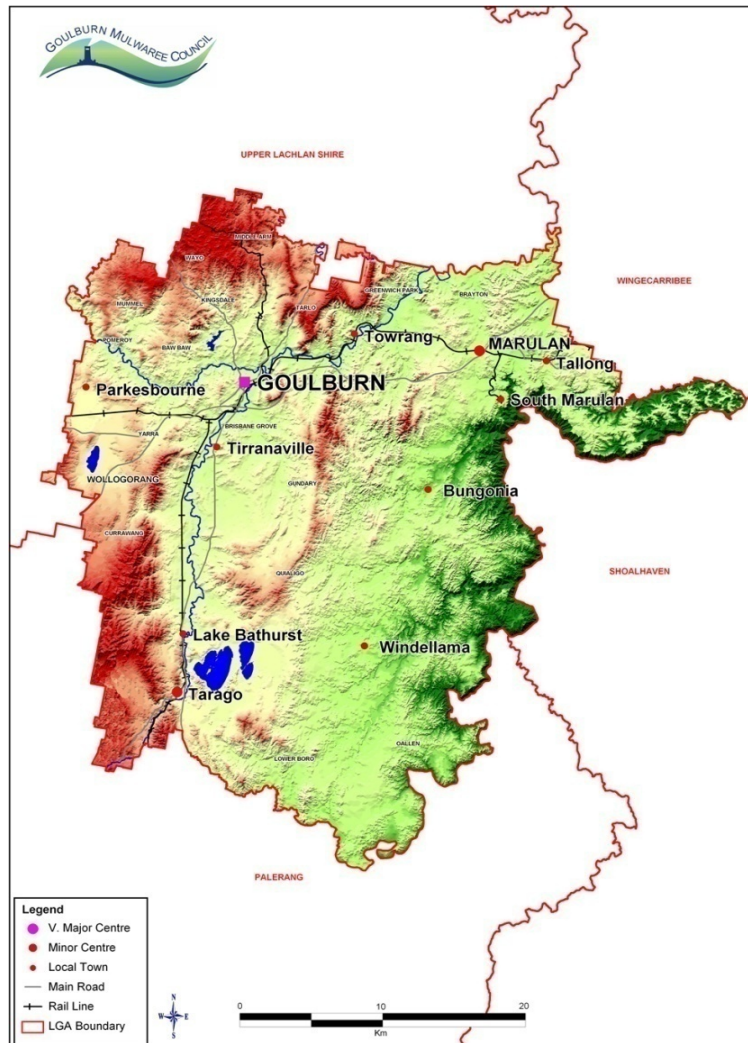 GOULBURN MULWAREE COUNCIL
UPPER LACHLAN SHIRE
WINGECARRIBEE
MIDDLE ARM
WAYO
KINGSDALE
MUMMEL
TARLO
GREENWICH PARK
BRAYTON
POMEROY
BAW BAW
Towrang
MARULAN
Tallong
Parkesbourne
GOULBURN
South Marulan
BRISBANE GROVE
YARRA
Tirranaville
WOLLOGORANG
GUNDARY
Bungonia
CURRAWANG
SHOALHAVEN
QUIALIGO
Lake Bathurst
Windellama
Tarago
OALLEN
LOWER BORO
PALERANG
Legend
V. Major Centre
Minor Centre
Local Town
Main Road
Rail Line
LGA Boundary
N
W E
S
0 10 20
Km